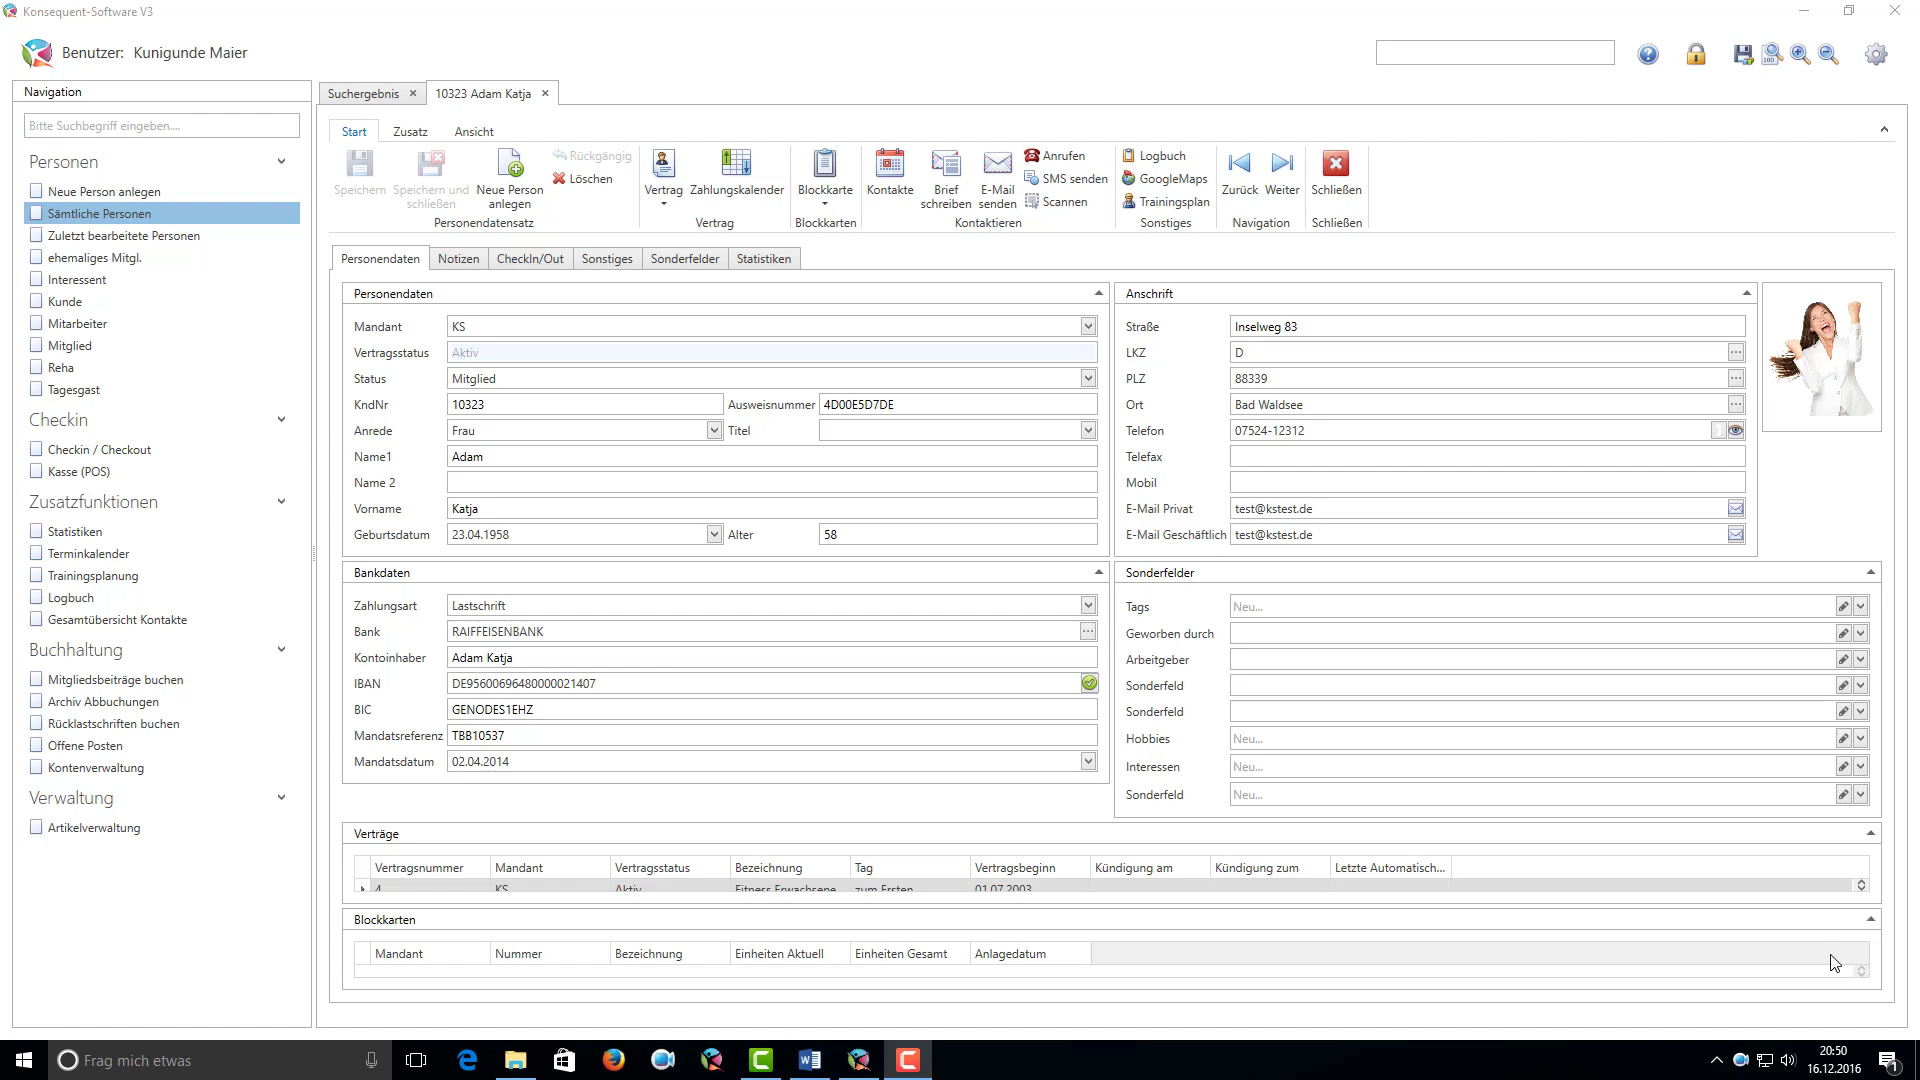 Konsequent-Software V3
Benutzer: Kunigunde Maier
Navigation
Bitte Suchbegriff eingeben....
Personen
Neue Person anlegen
Sämtliche Personen
Zuletzt bearbeitete Personen
ehemaliges Mitgl.
Interessent
Kunde
Mitarbeiter
Mitglied
Reha
Tagesgast
Checkin
Checkin / Checkout
Kasse (POS)
Zusatzfunktionen
Statistiken
Terminkalender
Trainingsplanung
Logbuch
Gesamtübersicht Kontakte
Buchhaltung
Mitgliedsbeiträge buchen
Archiv Abbuchungen
Rücklastschriften buchen
Offene Posten
Kontenverwaltung
Verwaltung
Artikelverwaltung
Suchergebnis
10323 Adam Katja
Start Zusatz Ansicht
Speichern
Speichern und schließen
Neue Person anlegen
Rückgängig
Löschen
Personendatensatz
Vertrag
Zahlungskalender
Vertrag
Blockkarte
Blockkarten
Kontakte
Brief schreiben
E-Mail senden
Anrufen
SMS senden
Scannen
Kontaktieren
Logbuch
GoogleMaps
Trainingsplan
Sonstiges
Zurück Weiter
Navigation
Schließen
Schließen
Personendaten Notizen CheckIn/Out Sonstiges Sonderfelder Statistiken
Personendaten
Mandant KS
Vertragsstatus Aktiv
Status Mitglied
KndNr 10323 Ausweisnummer 4D00E5D7DE
Anrede Frau Titel
Name1 Adam
Name 2
Vorname Katja
Geburtsdatum 23.04.1958 Alter 58
Anschrift
Straße Inselweg 83
LKZ D
PLZ 88339
Ort Bad Waldsee
Telefon 07524-12312
Telefax
Mobil
E-Mail Privat test@kstest.de
E-Mail Geschäftlich test@kstest.de
Bankdaten
Zahlungsart Lastschrift
Bank RAIFFEISENBANK
Kontoinhaber Adam Katja
IBAN DE95600696480000021407
BIC GENODES1EHZ
Mandatsreferenz TBB10537
Mandatsdatum 02.04.2014
Sonderfelder
Tags Neu...
Geworben durch
Arbeitgeber
Sonderfeld
Sonderfeld
Hobbies Neu...
Interessen Neu...
Sonderfeld Neu...
Verträge
Vertragsnummer Mandant Vertragsstatus Bezeichnung Tag Vertragsbeginn Kündigung am Kündigung zum Letzte Automatisch...
4 KS Aktiv Fitness Erwachsene zum Ersten 01.07.2003
Blockkarten
Mandant Nummer Bezeichnung Einheiten Aktuell Einheiten Gesamt Anlagedatum
Frag mich etwas
20:50
16.12.2016
1